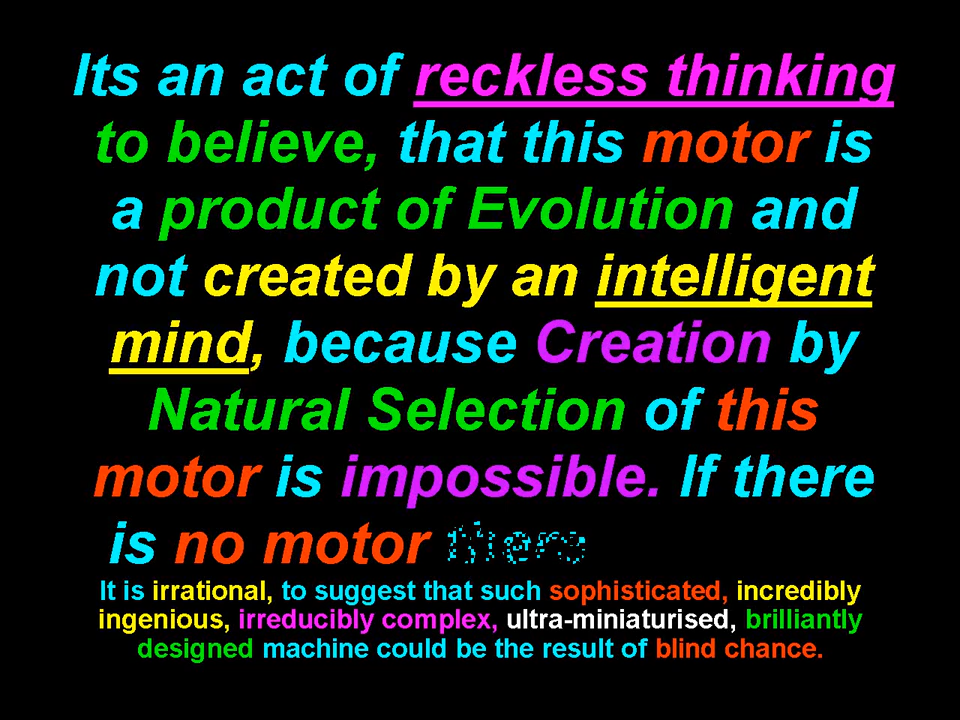 Its an act of reckless thinking
to believe, that this motor is
a product of Evolution and
not created by an intelligent
mind, because Creation by
Natural Selection of this
motor is impossible. If there
is no motor
It is irrational, to suggest that such sophisticated, incredibly
ingenious, irreducibly complex, ultra-miniaturised, brilliantly
designed machine could be the result of blind chance.